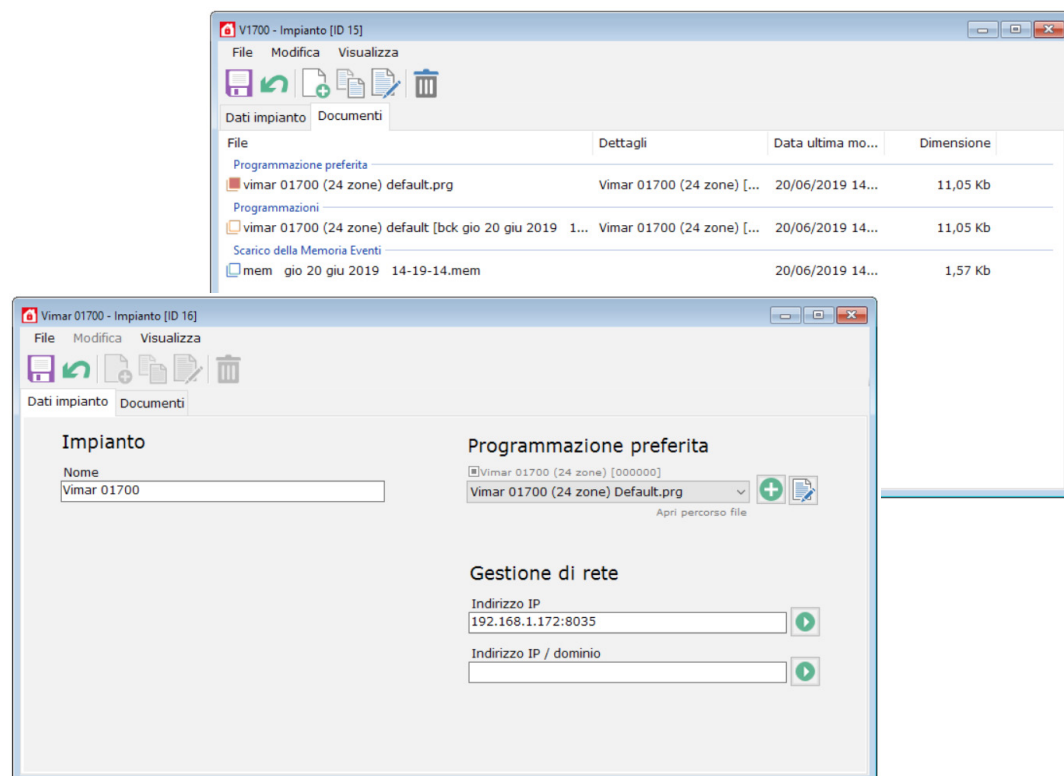 V1700 - Impianto [ID 15]
File Modifica Visualizza
Dati impianto Documenti
File Dettagli Data ultima mo... Dimensione
Programmazione preferita
vimar 01700 (24 zone) default.prg Vimar 01700 (24 zone) [... 20/06/2019 14... 11,05 Kb
Programmazioni
vimar 01700 (24 zone) default [bck gio 20 giu 2019 1... Vimar 01700 (24 zone) [... 20/06/2019 14... 11,05 Kb
Scarico della Memoria Eventi
mem gio 20 giu 2019 14-19-14.mem 20/06/2019 14... 1,57 Kb
Vimar 01700 - Impianto [ID 16]
File Modifica Visualizza
Dati impianto Documenti
Impianto
Nome
Vimar 01700
Programmazione preferita
Vimar 01700 (24 zone) [000000]
Vimar 01700 (24 zone) Default.prg
Apri percorso file
Gestione di rete
Indirizzo IP
192.168.1.172:8035
Indirizzo IP / dominio